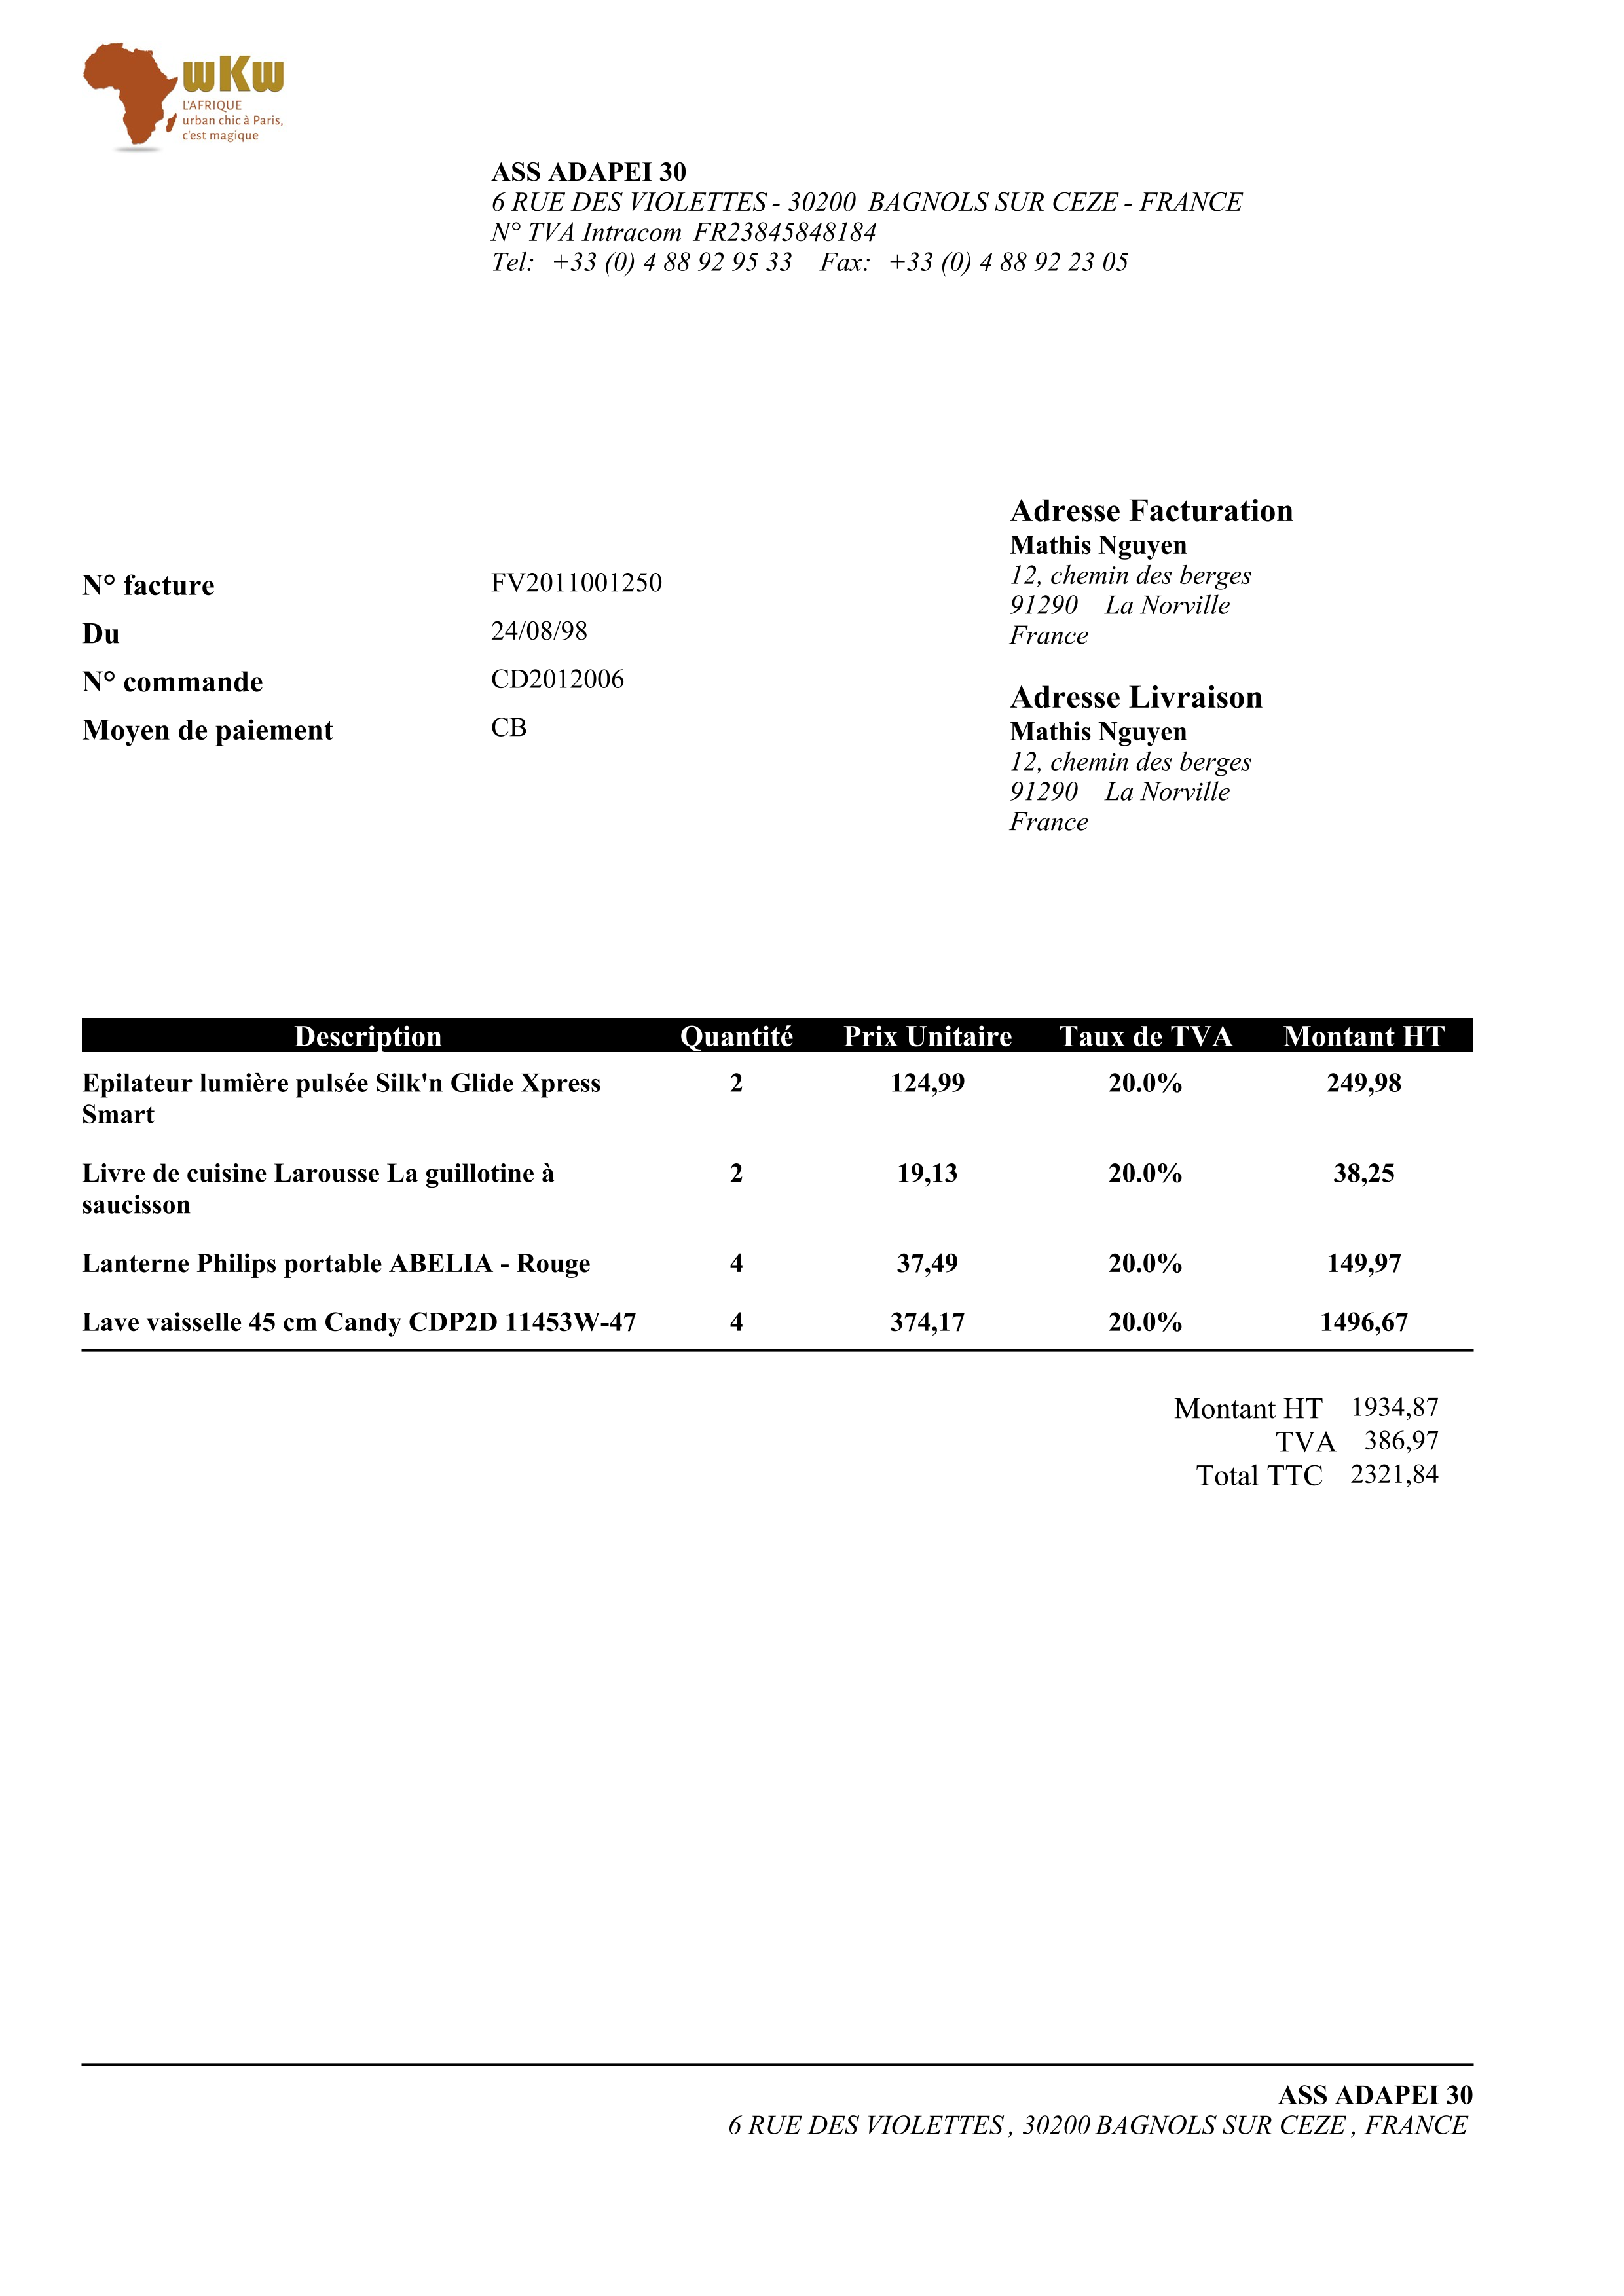 wKw
L'AFRIQUE
urban chic à Paris,
c'est magique
ASS ADAPEI 30
6 RUE DES VIOLETTES - 30200 BAGNOLS SUR CEZE - FRANCE
N° TVA Intracom FR23845848184
Tel: +33 (0) 4 88 92 95 33 Fax: +33 (0) 4 88 92 23 05
N° facture FV2011001250
Du 24/08/98
N° commande CD2012006
Moyen de paiement CB
Adresse Facturation
Mathis Nguyen
12, chemin des berges
91290 La Norville
France
Adresse Livraison
Mathis Nguyen
12, chemin des berges
91290 La Norville
France
Description Quantité Prix Unitaire Taux de TVA Montant HT
Epilateur lumière pulsée Silk'n Glide Xpress 2 124,99 20.0% 249,98
Smart
Livre de cuisine Larousse La guillotine à 2 19,13 20.0% 38,25
saucisson
Lanterne Philips portable ABELIA - Rouge 4 37,49 20.0% 149,97
Lave vaisselle 45 cm Candy CDP2D 11453W-47 4 374,17 20.0% 1496,67
Montant HT 1934,87
TVA 386,97
Total TTC 2321,84
ASS ADAPEI 30
6 RUE DES VIOLETTES , 30200 BAGNOLS SUR CEZE , FRANCE